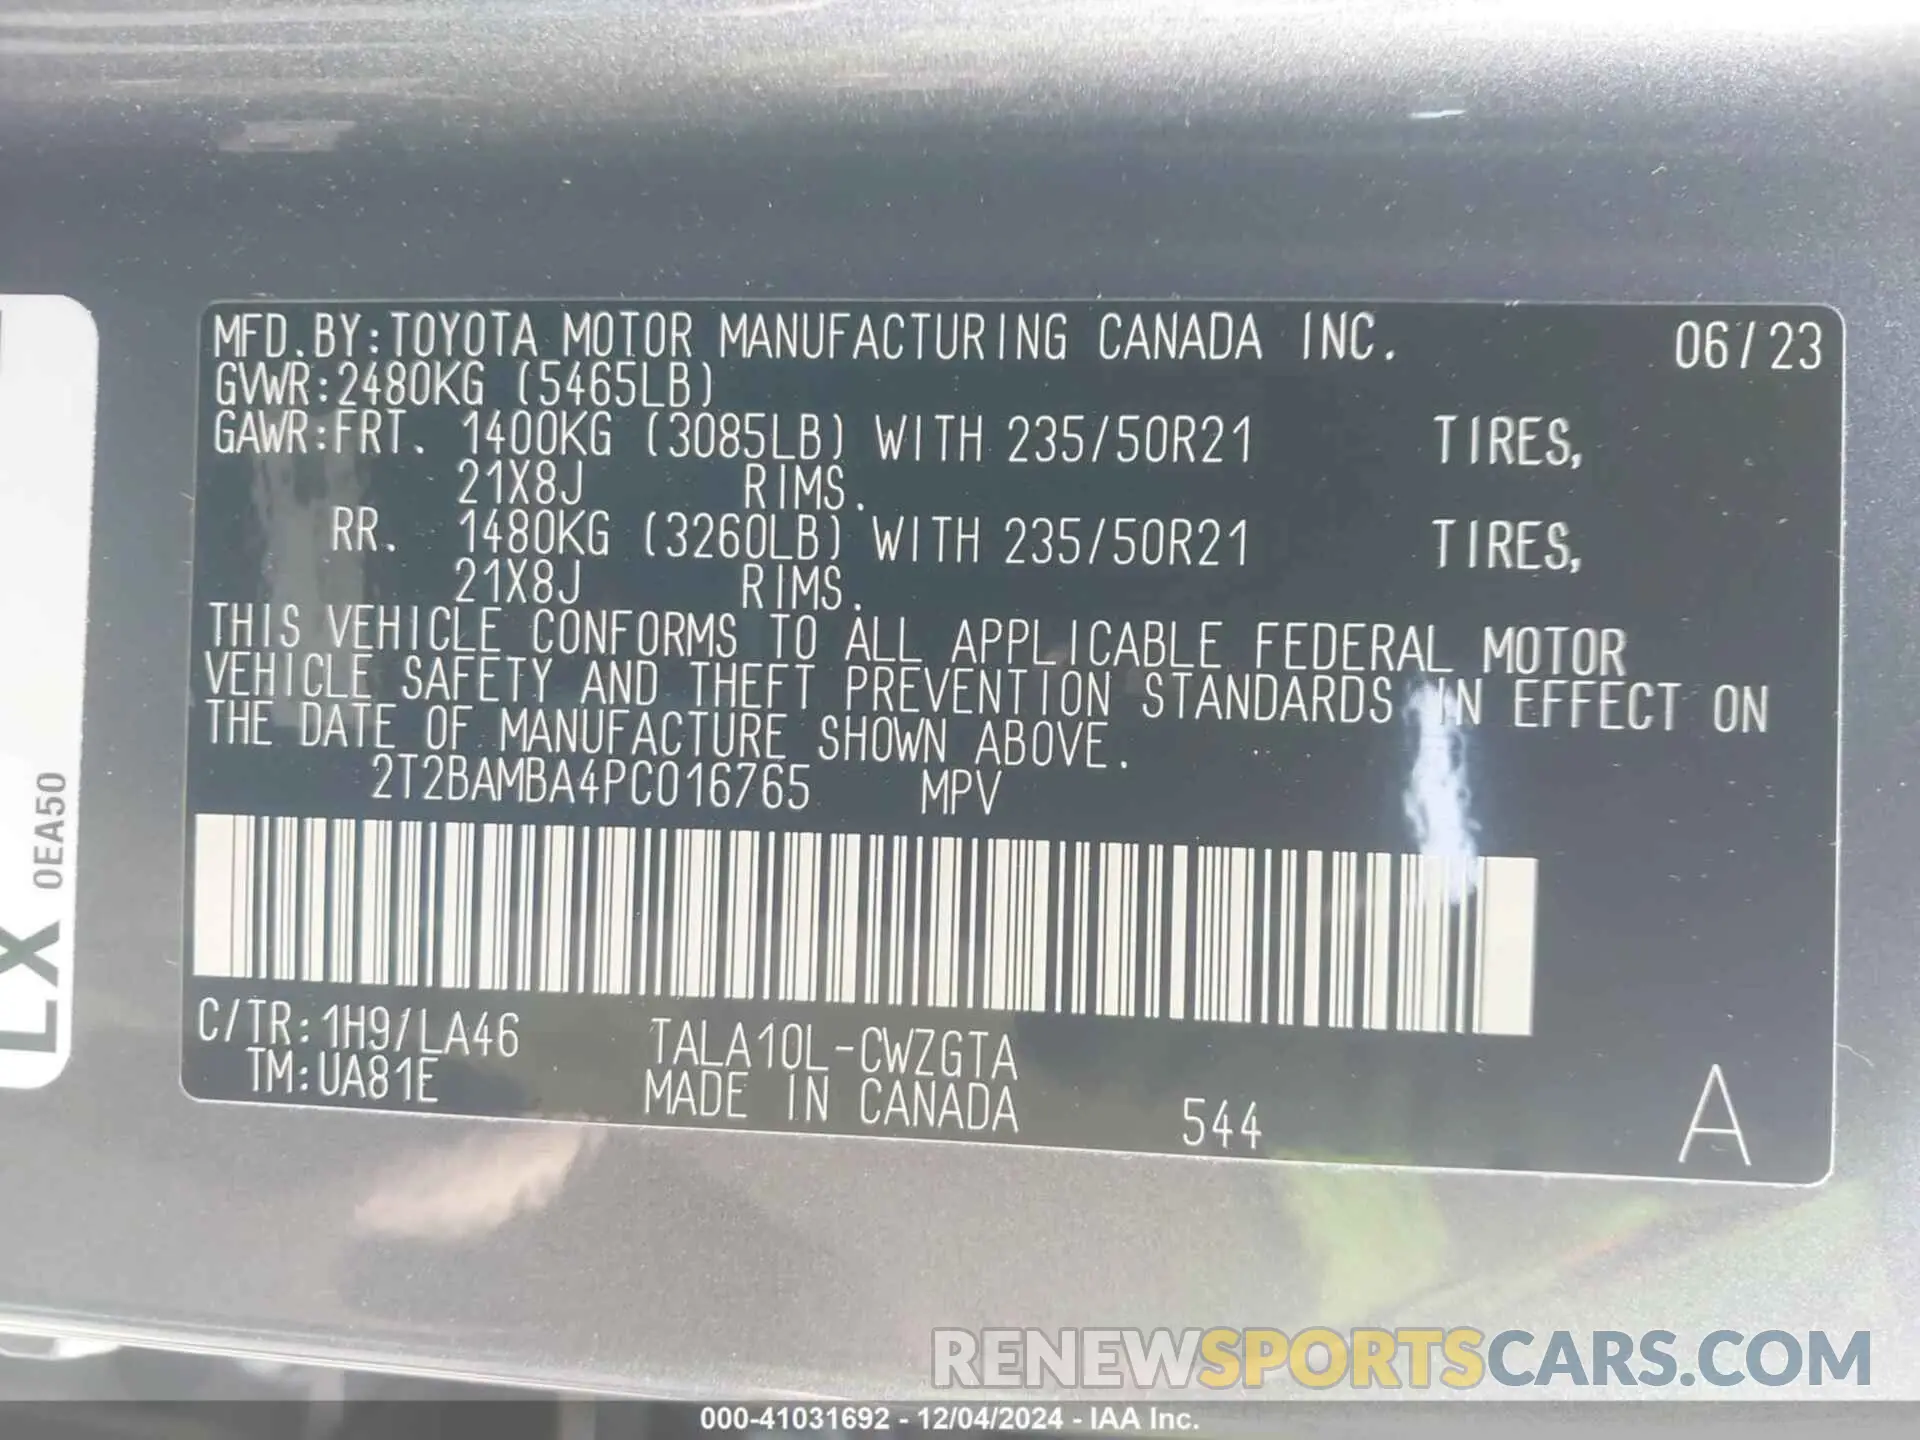 MFD.BY:TOYOTA MOTOR MANUFACTURING CANADA INC. 06/23
GVWR:2480KG (5465LB)
GAWR:FRT. 1400KG (3085LB) WITH 235/50R21 TIRES,
21X8J RIMS.
RR. 1480KG (3260LB) WITH 235/50R21 TIRES,
21X8J RIMS.
THIS VEHICLE CONFORMS TO ALL APPLICABLE FEDERAL MOTOR
VEHICLE SAFETY AND THEFT PREVENTION STANDARDS IN EFFECT ON
THE DATE OF MANUFACTURE SHOWN ABOVE.
2T2BAMBA4PC016765 MPV
C/TR:1H9/LA46 TALA10L-CWZGTA
TM:UA81E MADE IN CANADA 544 A
0EA50
RENEWSPORTSCARS.COM
000-41031692 - 12/04/2024 - IAA Inc.